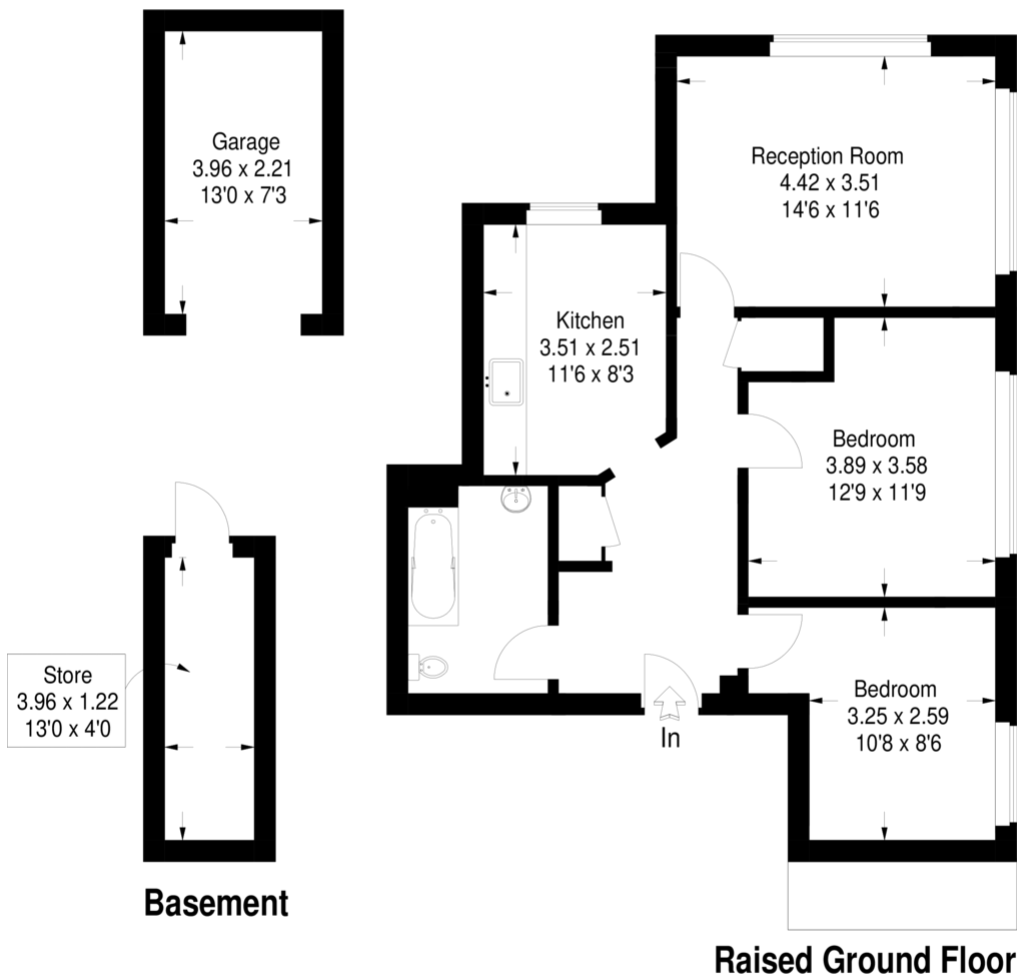 Garage
3.96 x 2.21
13'0 x 7'3
Reception Room
4.42 x 3.51
14'6 x 11'6
Kitchen
3.51 x 2.51
11'6 x 8'3
Bedroom
3.89 x 3.58
12'9 x 11'9
Store
3.96 x 1.22
13'0 x 4'0
Bedroom
3.25 x 2.59
10'8 x 8'6
In
Basement
Raised Ground Floor